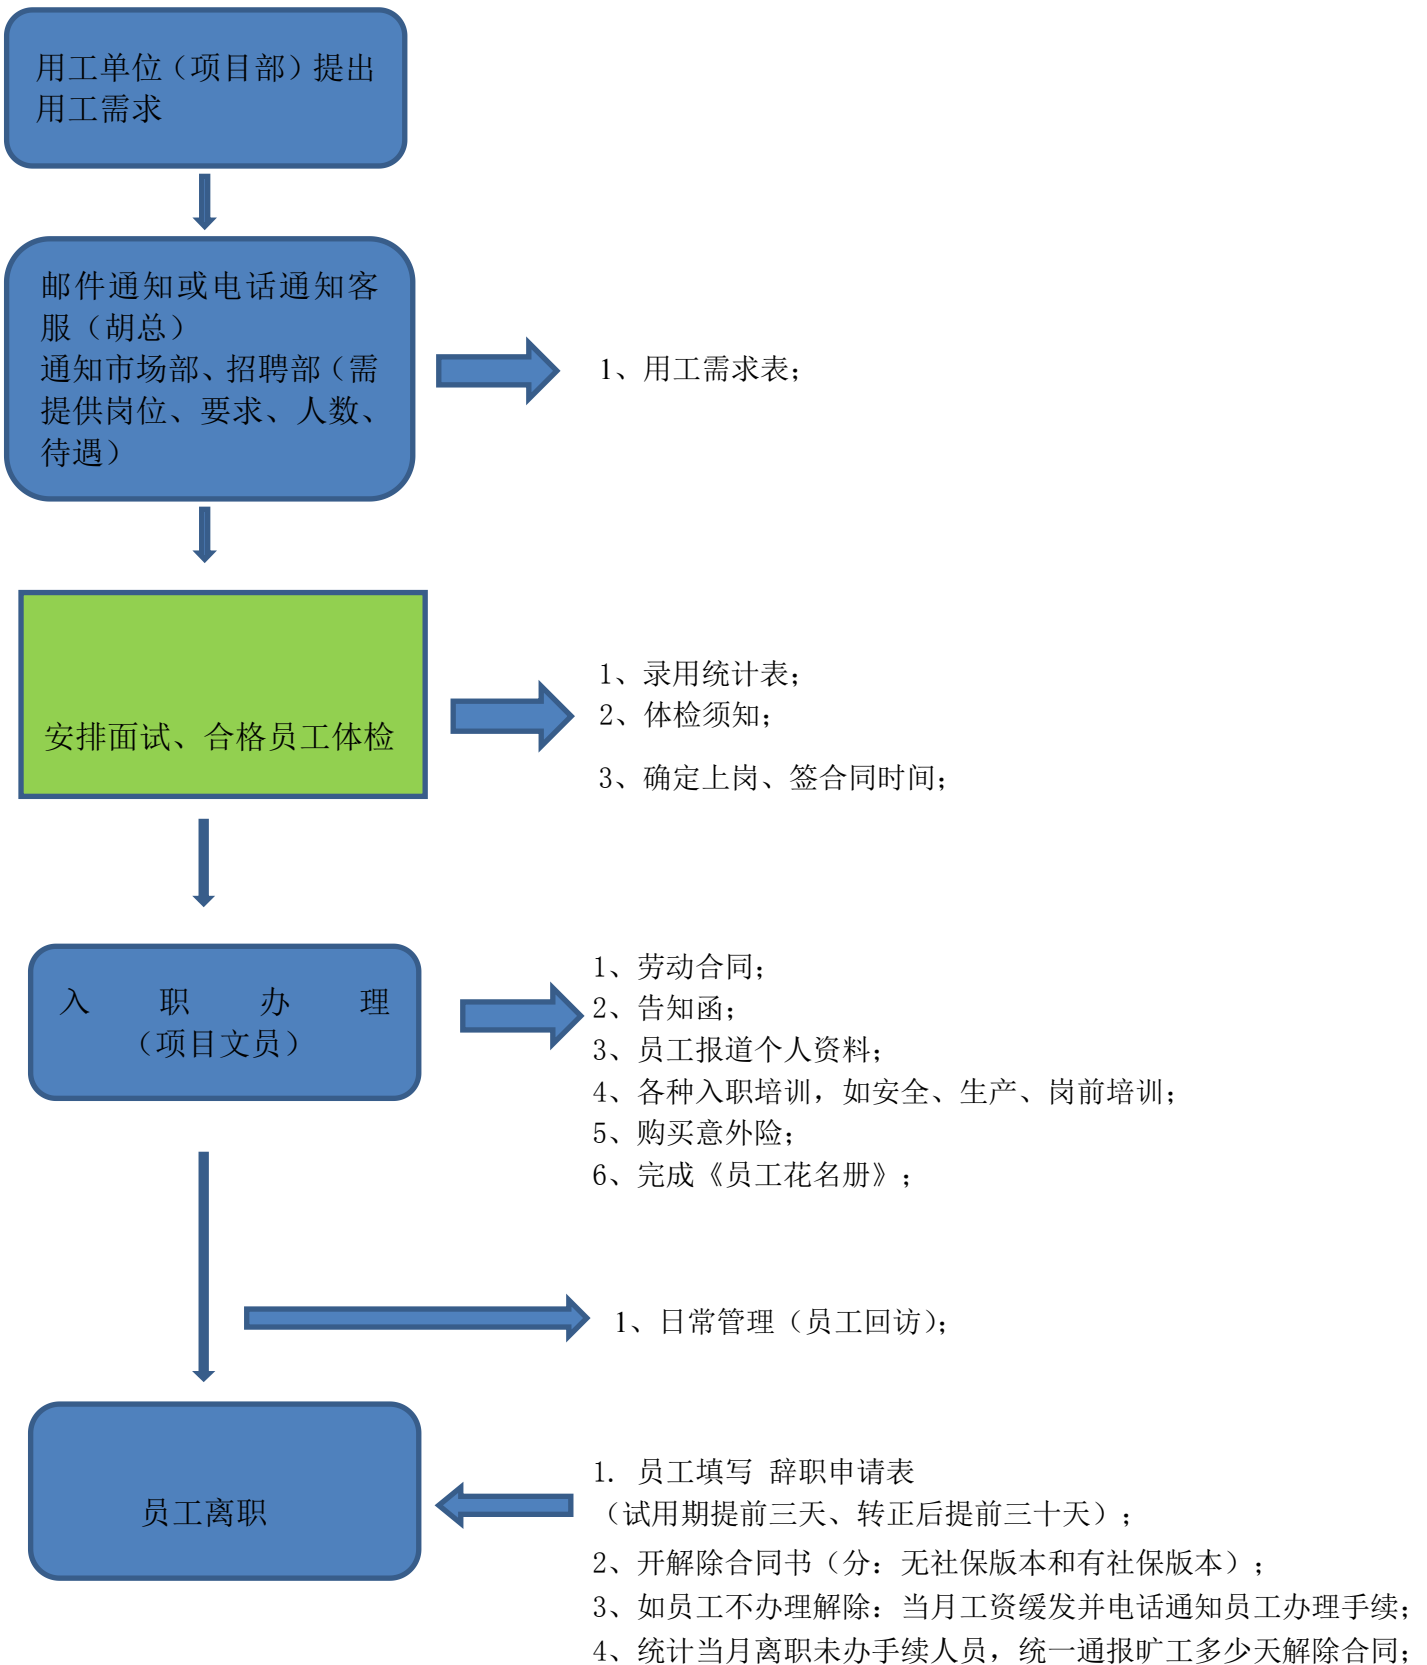 用工单位（项目部）提出
用工需求
邮件通知或电话通知客
服（胡总）
通知市场部、招聘部（需
提供岗位、要求、人数、
待遇）
1、用工需求表；
安排面试、合格员工体检
1、录用统计表；
2、体检须知；
3、确定上岗、签合同时间；
入 职 办 理
（项目文员）
1、劳动合同；
2、告知函；
3、员工报道个人资料；
4、各种入职培训，如安全、生产、岗前培训；
5、购买意外险；
6、完成《员工花名册》；
1、日常管理（员工回访）；
员工离职
1. 员工填写 辞职申请表
（试用期提前三天、转正后提前三十天）；
2、开解除合同书（分：无社保版本和有社保版本）；
3、如员工不办理解除：当月工资缓发并电话通知员工办理手续；
4、统计当月离职未办手续人员，统一通报旷工多少天解除合同；